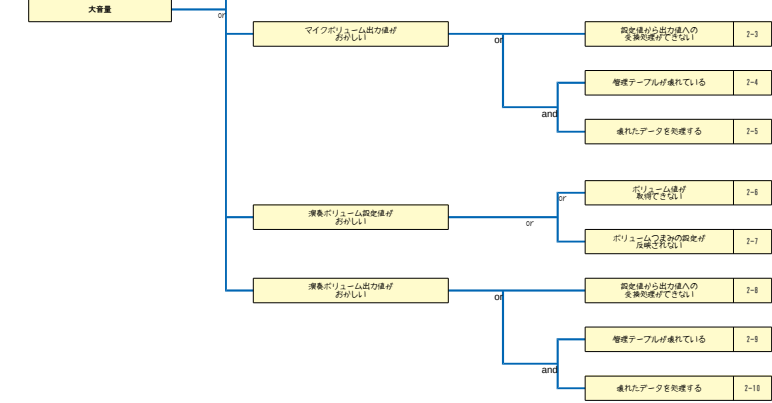 大音量
or
マイクボリューム出力値が
おかしい
or
設定値から出力値への
変換処理ができない
2-3
管理テーブルが壊れている
2-4
and
壊れたデータを処理する
2-5
ボリューム値が
取得できない
2-6
or
演奏ボリューム設定値が
おかしい
or
ボリュームつまみの設定が
反映されない
2-7
演奏ボリューム出力値が
おかしい
or
設定値から出力値への
変換処理ができない
2-8
管理テーブルが壊れている
2-9
and
壊れたデータを処理する
2-10